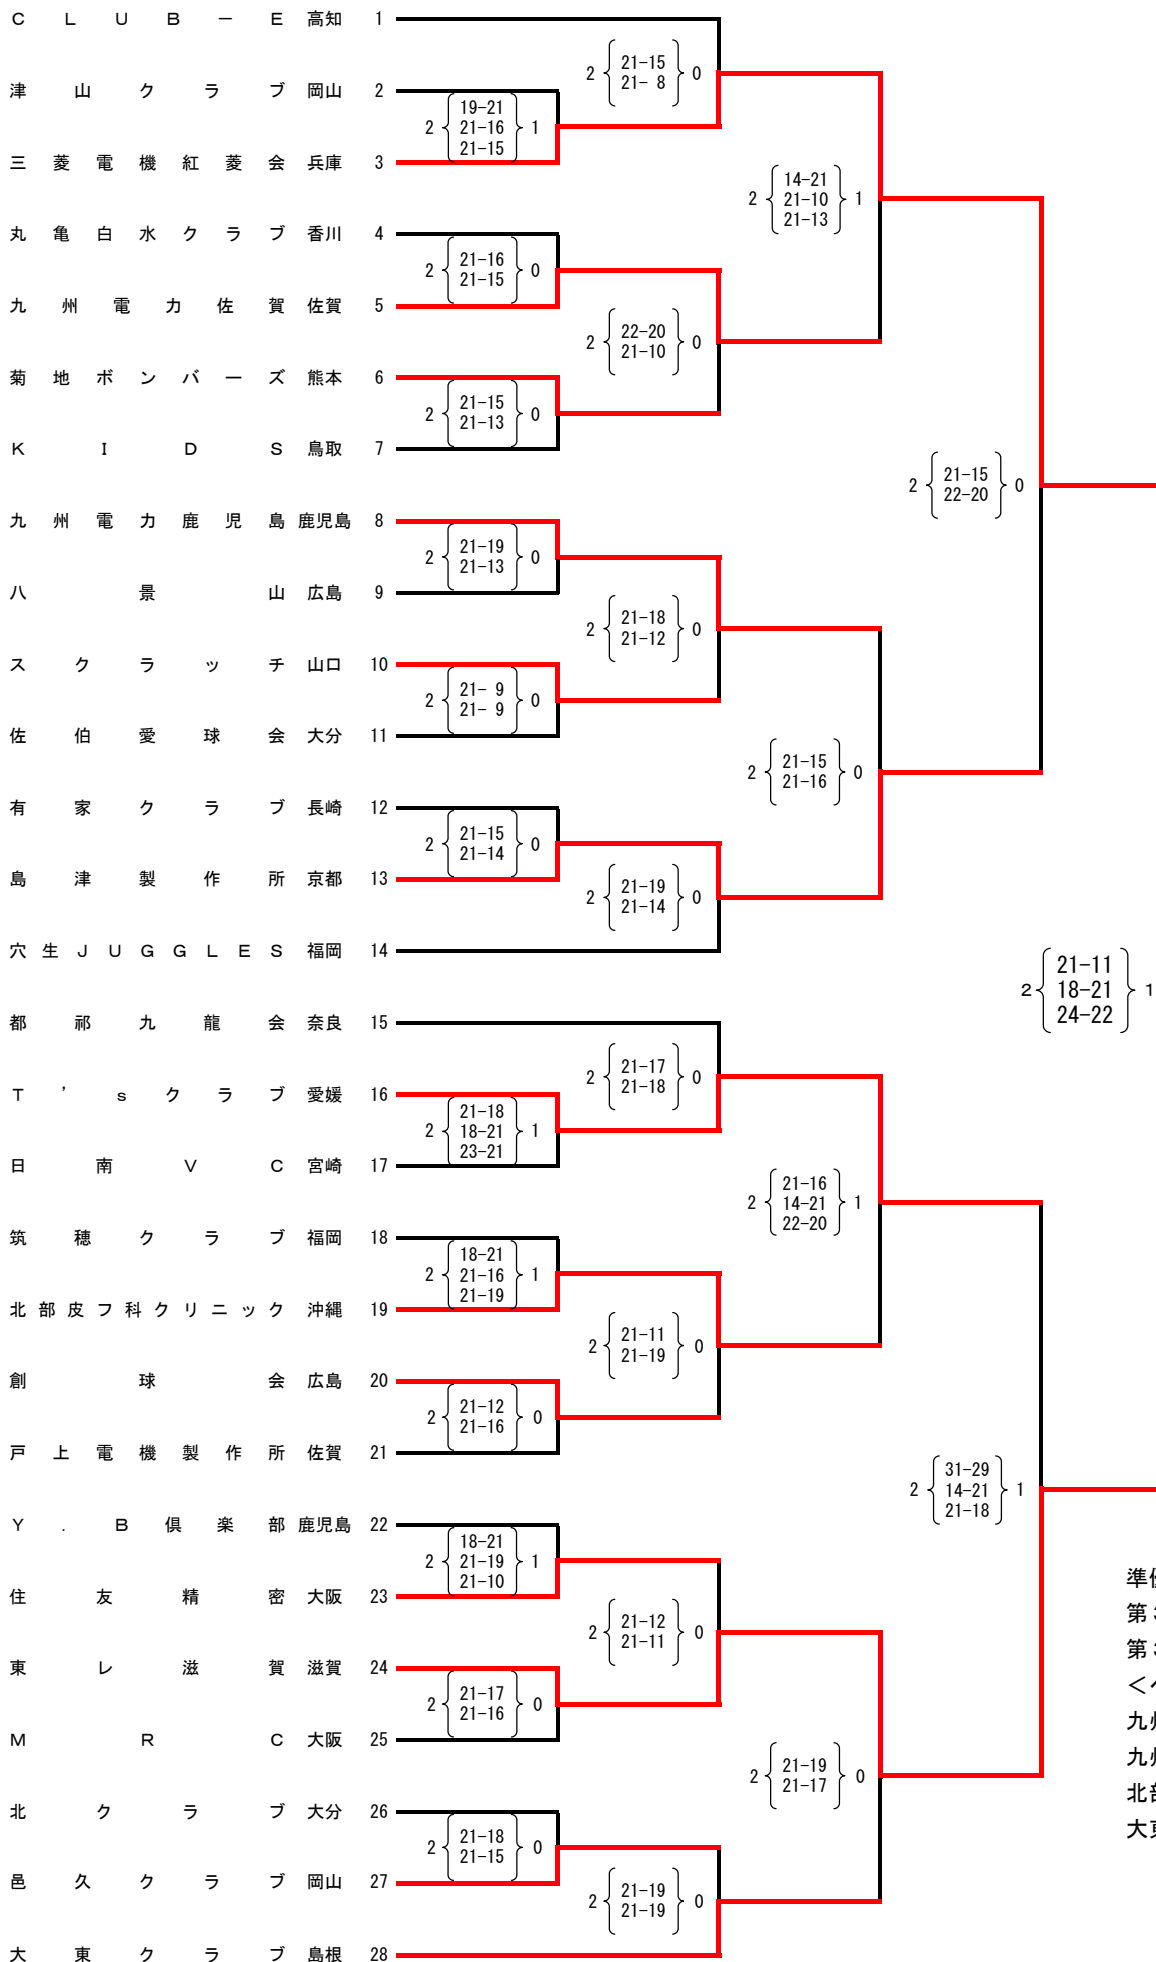 CLUB－E 高知 1
津山クラブ 岡山 2
三菱電機紅菱会 兵庫 3
丸亀白水クラブ 香川 4
九州電力佐賀 佐賀 5
菊地ボンバーズ 熊本 6
KIDS 鳥取 7
九州電力鹿児島 鹿児島 8
八景山 広島 9
スクラッチ 山口 10
佐伯愛球会 大分 11
有家クラブ 長崎 12
島津製作所 京都 13
穴生JUGGLES 福岡 14
都祁九龍会 奈良 15
T'sクラブ 愛媛 16
日南VC 宮崎 17
筑穂クラブ 福岡 18
北部皮フ科クリニック 沖縄 19
創球会 広島 20
戸上電機製作所 佐賀 21
Y.B倶楽部 鹿児島 22
住友精密 大阪 23
東レ滋賀 滋賀 24
MRC 大阪 25
北クラブ 大分 26
邑久クラブ 岡山 27
大東クラブ 島根 28
2 19-21 1
21-16
21-15
2 21-16 0
21-15
2 21-15 0
21-13
2 21-19 0
21-13
2 21- 9 0
21- 9
2 21-15 0
21-14
2 21-18 1
18-21
23-21
2 18-21 1
21-16
21-19
2 21-12 0
21-16
2 18-21 1
21-19
21-10
2 21-17 0
21-16
2 21-18 0
21-15
2 21-15 0
21- 8
2 22-20 0
21-10
2 21-18 0
21-12
2 21-19 0
21-14
2 21-17 0
21-18
2 21-11 0
21-19
2 21-12 0
21-11
2 21-19 0
21-19
2 14-21 1
21-10
21-13
2 21-15 0
21-16
2 21-16 1
14-21
22-20
2 21-19 0
21-17
2 21-15 0
22-20
2 31-29 1
14-21
21-18
2 21-11 1
18-21
24-22
準
第
第
＜
九州
九
北
大